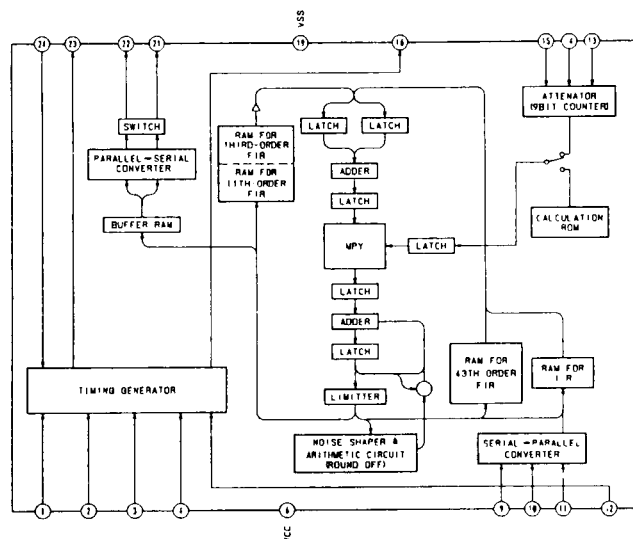 VSS
24 23 22 21 19 16 15 4 13
SWITCH
PARALLEL-SERIAL
CONVERTER
BUFFER RAM
RAM FOR
THIRD-ORDER
FIR
RAM FOR
11TH-ORDER
FIR
LATCH
LATCH
ADDER
LATCH
MPY
LATCH
LATCH
ADDER
LATCH
LIMITTER
NOISE SHAPER &
ARITHMETIC CIRCUIT
(ROUND OFF)
ATTENATOR
(9BIT COUNTER)
CALCULATION
ROM
RAM FOR
43TH-ORDER
FIR
RAM FOR
SERIAL-PARALLEL
CONVERTER
TIMING GENERATOR
1 2 3 4 6 9 10 11
VCC